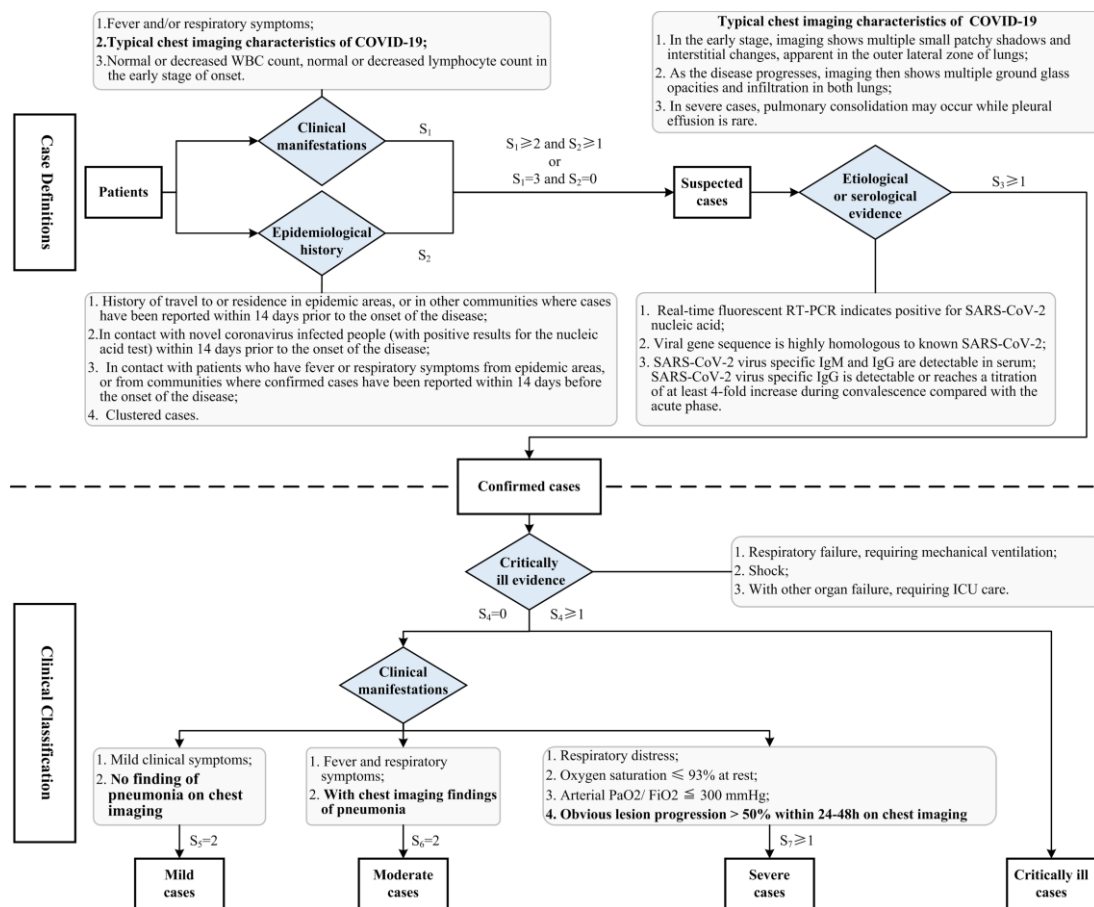 1.Fever and/or respiratory symptoms;
2.Typical chest imaging characteristics of COVID-19;
3.Normal or decreased WBC count, normal or decreased lymphocyte count in
the early stage of onset.
Typical chest imaging characteristics of COVID-19
1. In the early stage, imaging shows multiple small patchy shadows and
interstitial changes, apparent in the outer lateral zone of lungs;
2. As the disease progresses, imaging then shows multiple ground glass
opacities and infiltration in both lungs;
3. In severe cases, pulmonary consolidation may occur while pleural
effusion is rare.
Case Definitions
Patients
Clinical
manifestations
S₁
Epidemiological
history
S₂
S₁≥2 and S₂≥1
or
S₁=3 and S₂=0
Suspected
cases
Etiological
or serological
evidence
S₃≥1
1. History of travel to or residence in epidemic areas, or in other communities where cases
have been reported within 14 days prior to the onset of the disease;
2.In contact with novel coronavirus infected people (with positive results for the nucleic
acid test) within 14 days prior to the onset of the disease;
3. In contact with patients who have fever or respiratory symptoms from epidemic areas,
or from communities where confirmed cases have been reported within 14 days before
the onset of the disease;
4. Clustered cases.
1. Real-time fluorescent RT-PCR indicates positive for SARS-CoV-2
nucleic acid;
2. Viral gene sequence is highly homologous to known SARS-CoV-2;
3. SARS-CoV-2 virus specific IgM and IgG are detectable in serum;
SARS-CoV-2 virus specific IgG is detectable or reaches a titration
of at least 4-fold increase during convalescence compared with the
acute phase.
Confirmed cases
Clinical Classification
Critically
ill evidence
1. Respiratory failure, requiring mechanical ventilation;
2. Shock;
3. With other organ failure, requiring ICU care.
S₄=0
S₄≥1
Clinical
manifestations
1. Mild clinical symptoms;
2. No finding of
pneumonia on chest
imaging
1. Fever and respiratory
symptoms;
2. With chest imaging findings
of pneumonia
1. Respiratory distress;
2. Oxygen saturation ≤ 93% at rest;
3. Arterial PaO2/ FiO2 ≦ 300 mmHg;
4. Obvious lesion progression > 50% within 24-48h on chest imaging
S₅=2
S₆=2
S₇≥1
Mild
cases
Moderate
cases
Severe
cases
Critically ill
cases